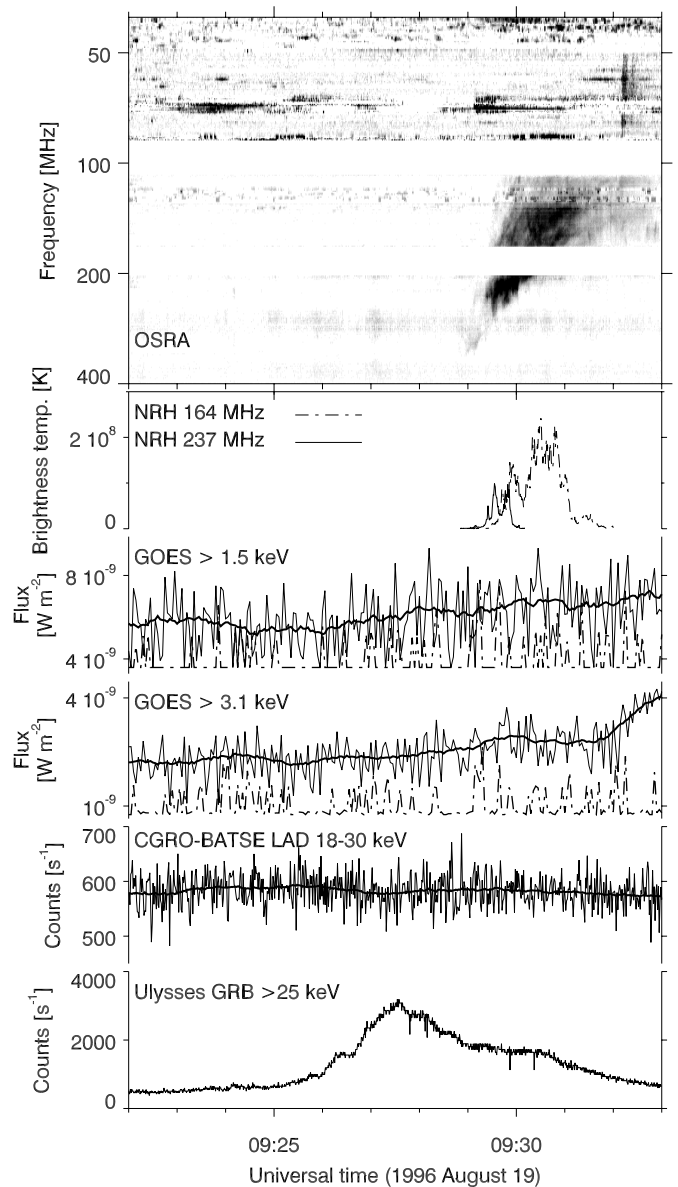 50
100
200
400
Frequency [MHz]
OSRA
Brightness temp. [K]
NRH 164 MHz
NRH 237 MHz
2 10⁸
0
GOES > 1.5 keV
8 10⁻⁹
4 10⁻⁹
Flux
[W m⁻²]
GOES > 3.1 keV
4 10⁻⁹
10⁻⁹
Flux
[W m⁻²]
CGRO-BATSE LAD 18-30 keV
700
600
500
Counts [s⁻¹]
Ulysses GRB >25 keV
4000
2000
0
Counts [s⁻¹]
09:25
09:30
Universal time (1996 August 19)